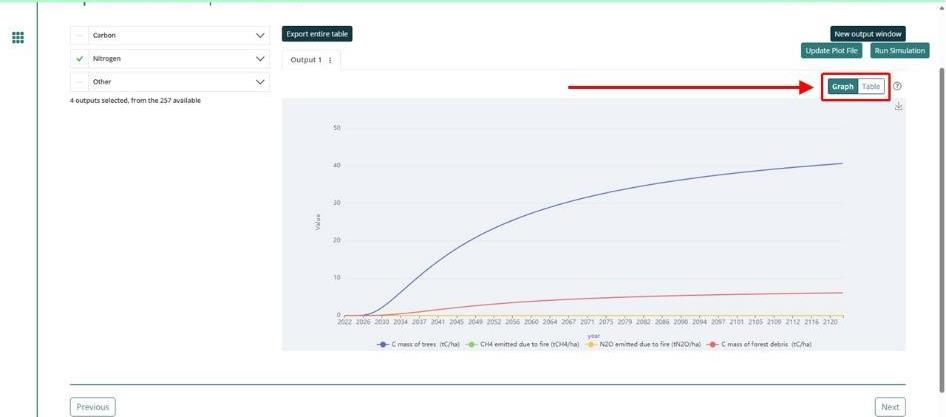 Carbon
Export entire table
New output window
Nitrogen
Output 1
Update Plot File
Run Simulation
Other
4 outputs selected, from the 257 available
Graph
Table
50
40
30
20
10
0
Value
2022 2026 2030 2034 2037 2041 2045 2049 2052 2056 2060 2064 2067 2071 2075 2079 2082 2086 2090 2094 2097 2101 2105 2109 2112 2116 2120
year
C mass of trees (tC/ha) CH4 emitted due to fire (tCH4/ha) N2O emitted due to fire (tN2O/ha) C mass of forest debris (tC/ha)
Previous
Next